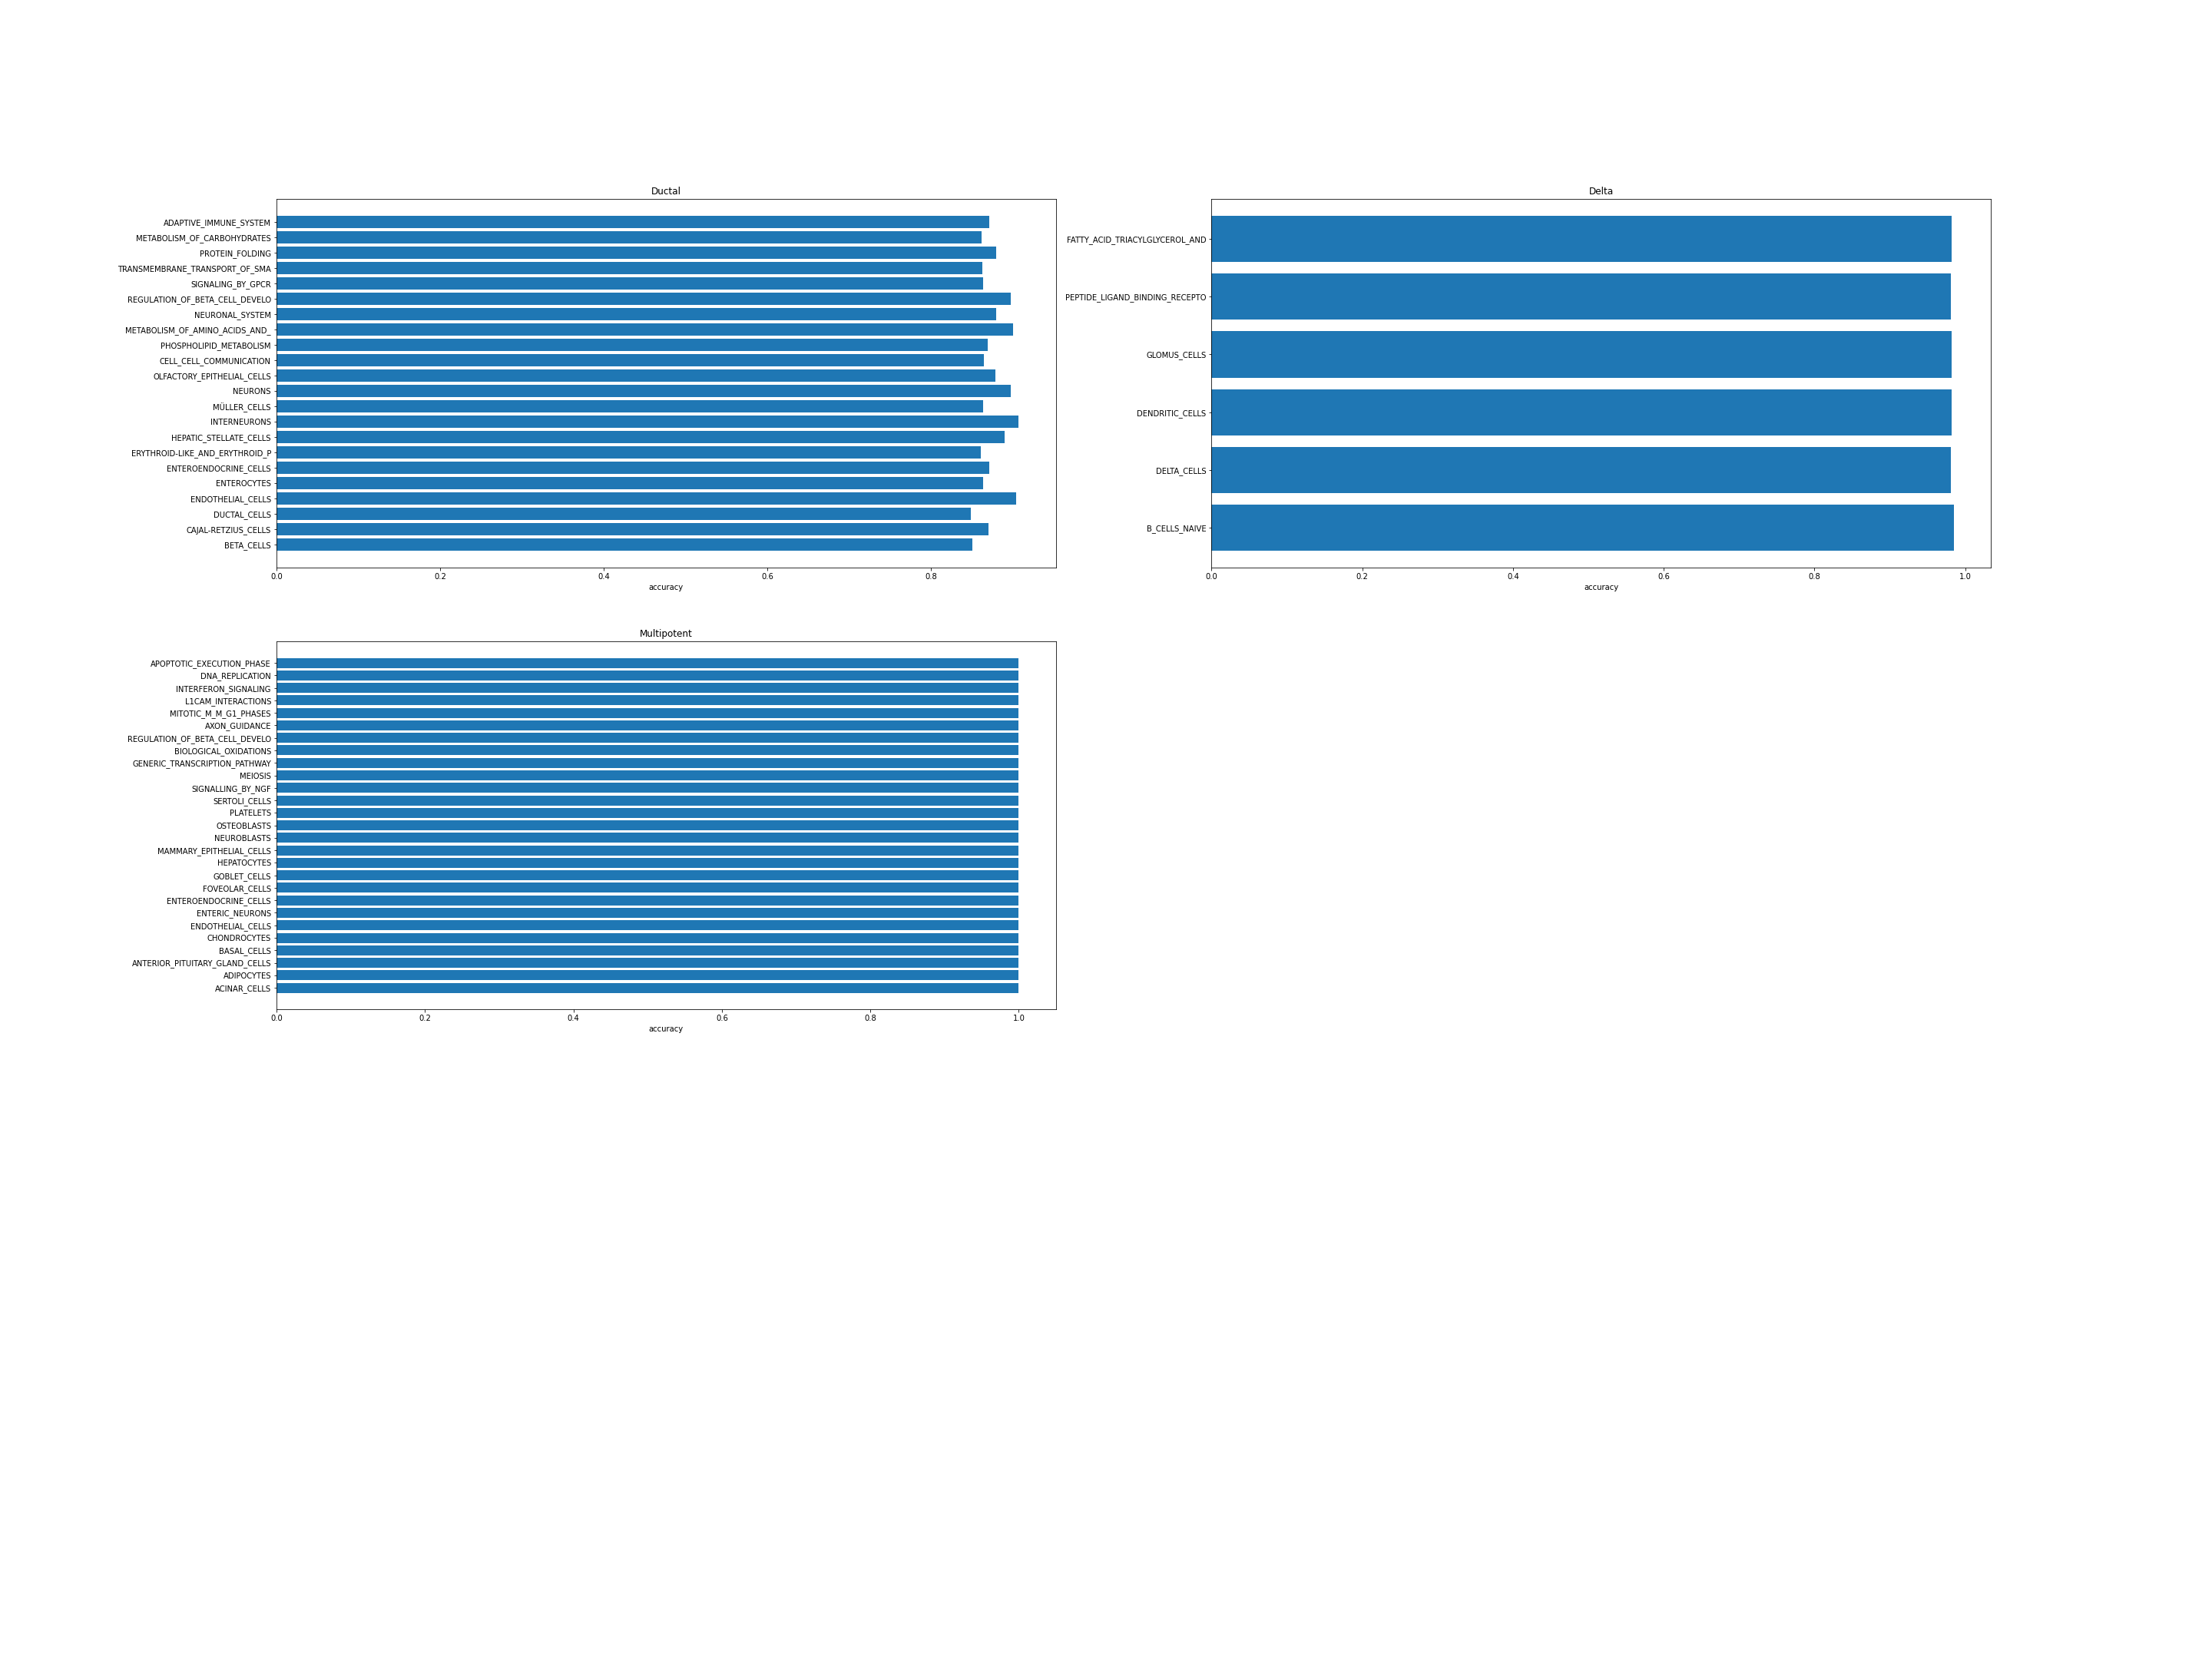 Ductal
ADAPTIVE_IMMUNE_SYSTEM
METABOLISM_OF_CARBOHYDRATES
PROTEIN_FOLDING
TRANSMEMBRANE_TRANSPORT_OF_SMA
SIGNALING_BY_GPCR
REGULATION_OF_BETA_CELL_DEVELO
NEURONAL_SYSTEM
METABOLISM_OF_AMINO_ACIDS_AND_
PHOSPHOLIPID_METABOLISM
CELL_CELL_COMMUNICATION
OLFACTORY_EPITHELIAL_CELLS
NEURONS
MÜLLER_CELLS
INTERNEURONS
HEPATIC_STELLATE_CELLS
ERYTHROID-LIKE_AND_ERYTHROID_P
ENTEROENDOCRINE_CELLS
ENTEROCYTES
ENDOTHELIAL_CELLS
DUCTAL_CELLS
CAJAL-RETZIUS_CELLS
BETA_CELLS
0.0 0.2 0.4 0.6 0.8
accuracy
Delta
FATTY_ACID_TRIACYLGLYCEROL_AND
PEPTIDE_LIGAND_BINDING_RECEPTO
GLOMUS_CELLS
DENDRITIC_CELLS
DELTA_CELLS
B_CELLS_NAIVE
0.0 0.2 0.4 0.6 0.8 1.0
accuracy
Multipotent
APOPTOTIC_EXECUTION_PHASE
DNA_REPLICATION
INTERFERON_SIGNALING
L1CAM_INTERACTIONS
MITOTIC_M_M_G1_PHASES
AXON_GUIDANCE
REGULATION_OF_BETA_CELL_DEVELO
BIOLOGICAL_OXIDATIONS
GENERIC_TRANSCRIPTION_PATHWAY
MEIOSIS
SIGNALLING_BY_NGF
SERTOLI_CELLS
PLATELETS
OSTEOBLASTS
NEUROBLASTS
MAMMARY_EPITHELIAL_CELLS
HEPATOCYTES
GOBLET_CELLS
FOVEOLAR_CELLS
ENTEROENDOCRINE_CELLS
ENTERIC_NEURONS
ENDOTHELIAL_CELLS
CHONDROCYTES
BASAL_CELLS
ANTERIOR_PITUITARY_GLAND_CELLS
ADIPOCYTES
ACINAR_CELLS
0.0 0.2 0.4 0.6 0.8 1.0
accuracy